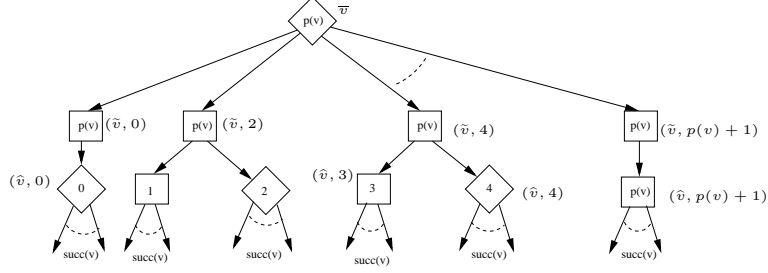 p(v) v̅
p(v) (ṽ, 0) p(v) (ṽ, 2) p(v) (ṽ, 4) p(v) (ṽ, p(v) + 1)
(v̂, 0) 0 1 2 (v̂, 3) 3 4 (v̂, 4) p(v) (v̂, p(v) + 1)
succ(v) succ(v) succ(v) succ(v) succ(v) succ(v)